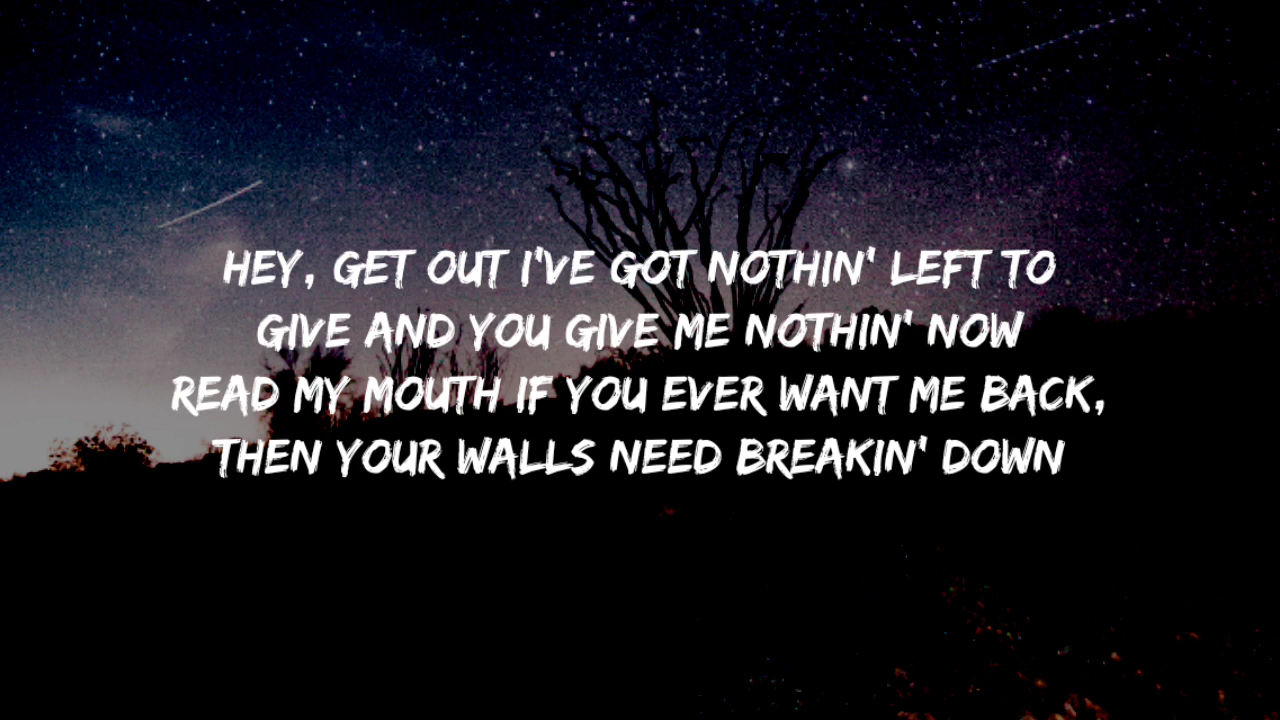 HEY, GET OUT I'VE GOT NOTHIN' LEFT TO
GIVE AND YOU GIVE ME NOTHIN' NOW
READ MY MOUTH IF YOU EVER WANT ME BACK,
THEN YOUR WALLS NEED BREAKIN' DOWN